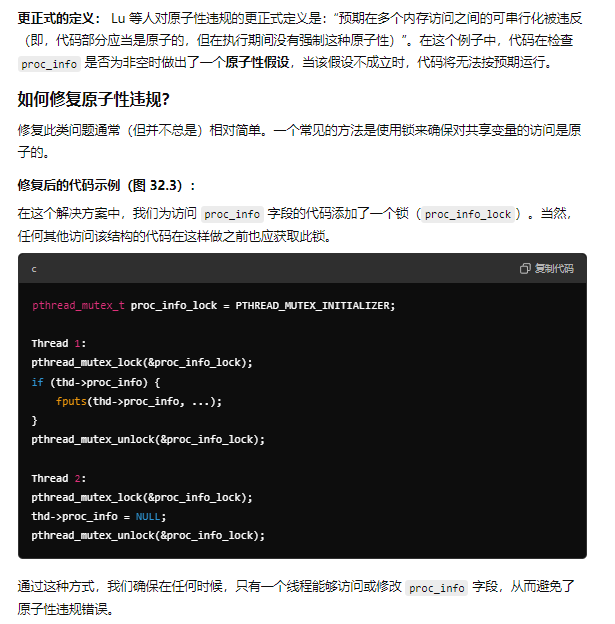 更正式的定义： Lu 等人对原子性违规的更正式定义是：“预期在多个内存访问之间的可串行化被违反
（即，代码部分应当是原子的，但在执行期间没有强制这种原子性）”。在这个例子中，代码在检查
proc_info 是否为非空时做出了一个原子性假设，当该假设不成立时，代码将无法按预期运行。
如何修复原子性违规？
修复此类问题通常（但并不总是）相对简单。一个常见的方法是使用锁来确保对共享变量的访问是原
子的。
修复后的代码示例（图 32.3）：
在这个解决方案中，我们为访问 proc_info 字段的代码添加了一个锁（proc_info_lock）。当然，
任何其他访问该结构的代码在这样做之前也应获取此锁。
c 复制代码
pthread_mutex_t proc_info_lock = PTHREAD_MUTEX_INITIALIZER;
Thread 1:
pthread_mutex_lock(&proc_info_lock);
if (thd->proc_info) {
    fputs(thd->proc_info, ...);
}
pthread_mutex_unlock(&proc_info_lock);
Thread 2:
pthread_mutex_lock(&proc_info_lock);
thd->proc_info = NULL;
pthread_mutex_unlock(&proc_info_lock);
通过这种方式，我们确保在任何时候，只有一个线程能够访问或修改 proc_info 字段，从而避免了
原子性违规错误。